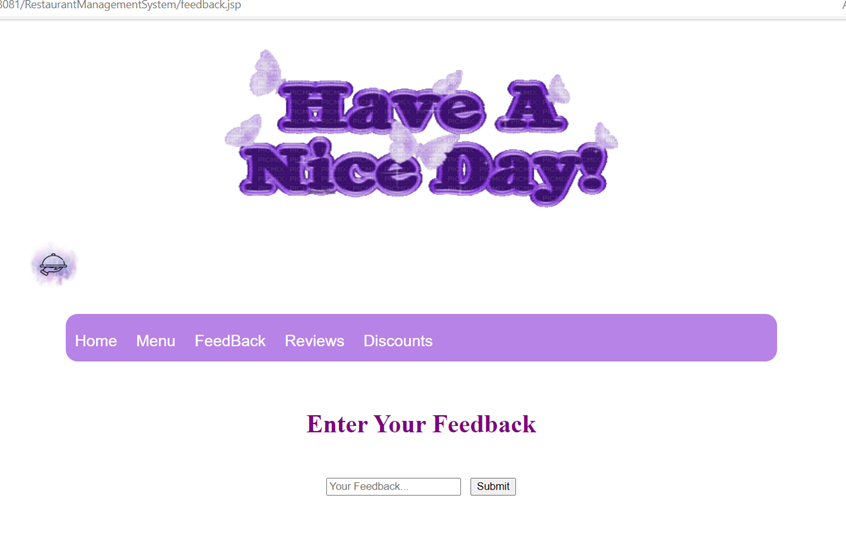 8081/RestaurantManagementSystem/feedback.jsp
Have A
Nice Day!
Home Menu FeedBack Reviews Discounts
Enter Your Feedback
Your Feedback... Submit